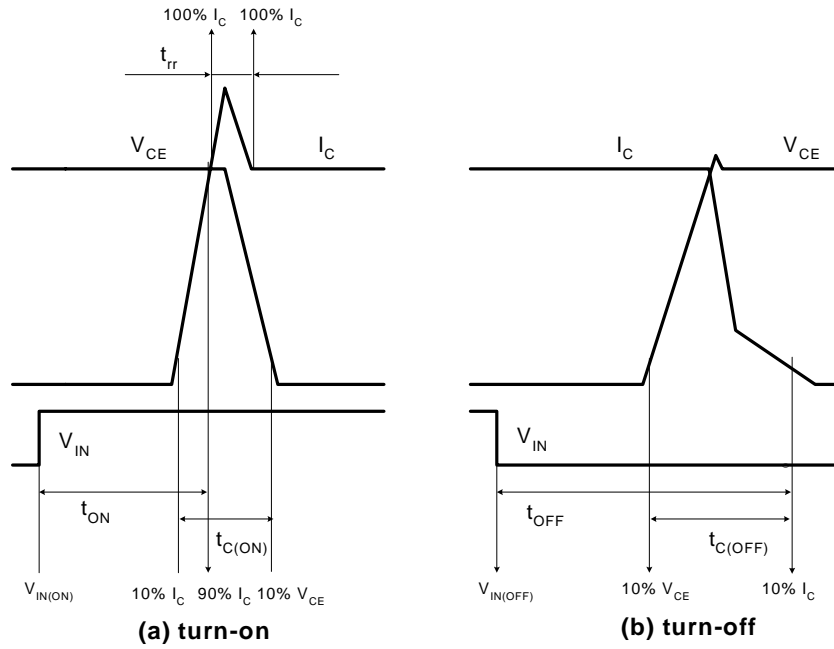 100% I_C 100% I_C
t_rr
V_CE I_C I_C V_CE
V_IN V_IN
t_ON t_OFF
t_C(ON) t_C(OFF)
V_IN(ON) 10% I_C 90% I_C 10% V_CE V_IN(OFF) 10% V_CE 10% I_C
(a) turn-on (b) turn-off